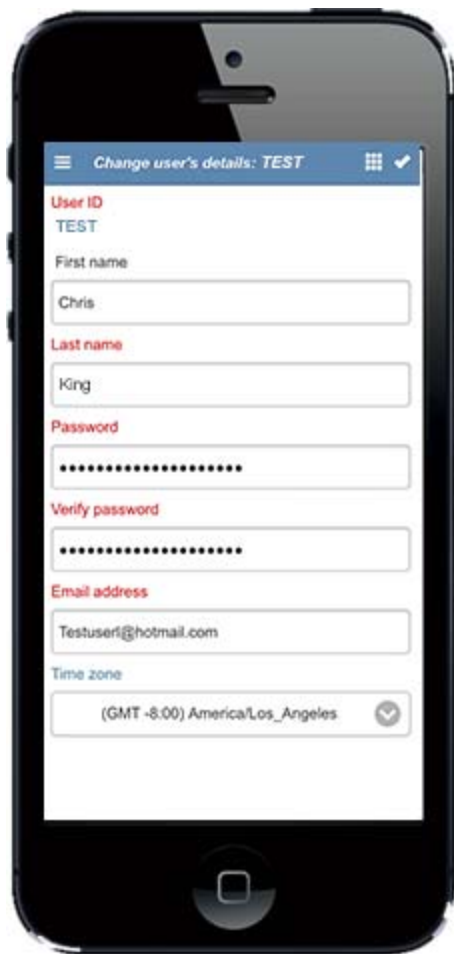 Change user's details: TEST
User ID
TEST
First name
Chris
Last name
King
Password
••••••••••••••••••••
Verify password
••••••••••••••••••••
Email address
Testuserl@hotmail.com
Time zone
(GMT -8:00) America/Los_Angeles